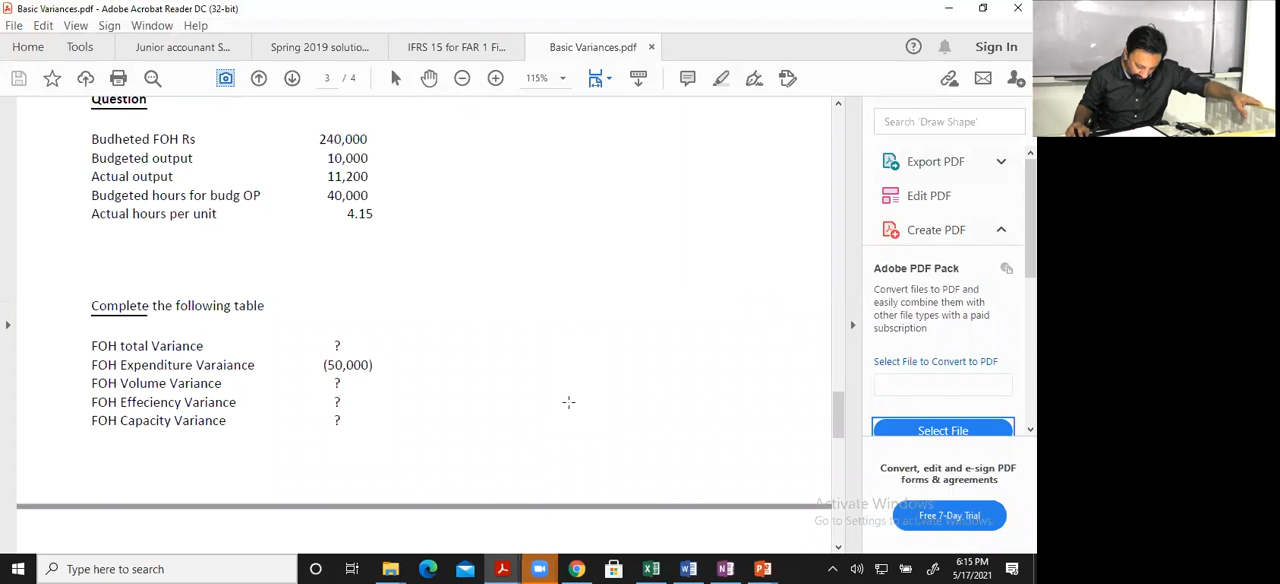 Basic Variances.pdf - Adobe Acrobat Reader DC (32-bit)
File Edit View Sign Window Help
Home Tools Junior accounant S... Spring 2019 solutio... IFRS 15 for FAR 1 Fi... Basic Variances.pdf × Sign In
3 / 4 115%
Question
Budheted FOH Rs 240,000
Budgeted output 10,000
Actual output 11,200
Budgeted hours for budg OP 40,000
Actual hours per unit 4.15
Complete the following table
FOH total Variance ?
FOH Expenditure Varaiance (50,000)
FOH Volume Variance ?
FOH Effeciency Variance ?
FOH Capacity Variance ?
Search 'Draw Shape'
Export PDF
Edit PDF
Create PDF
Adobe PDF Pack
Convert files to PDF and
easily combine them with
other file types with a paid
subscription
Select File to Convert to PDF
Select File
Convert, edit and e-sign PDF
forms & agreements
Free 7-Day Trial
Activate Windows
Go to Settings to activate Windows.
Type here to search
6:15 PM
5/17/2021